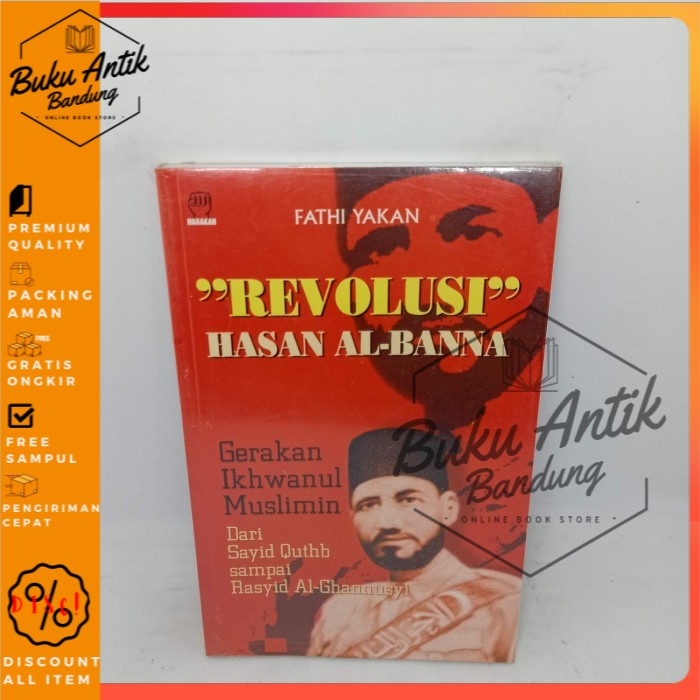 Buku Antik
Bandung
ONLINE BOOK STORE
PREMIUM
QUALITY
PACKING
AMAN
FREE
GRATIS
ONGKIR
FREE
SAMPUL
PENGIRIMAN
CEPAT
DISC!
%
DISCOUNT
ALL ITEM
HARAKAH
FATHI YAKAN
”REVOLUSI”
HASAN AL-BANNA
Gerakan
Ikhwanul
Muslimin
Dari
Sayid Quthb
sampai
Rasyid Al-Ghannusyi
Buku Antik
Bandung
• ONLINE BOOK STORE •